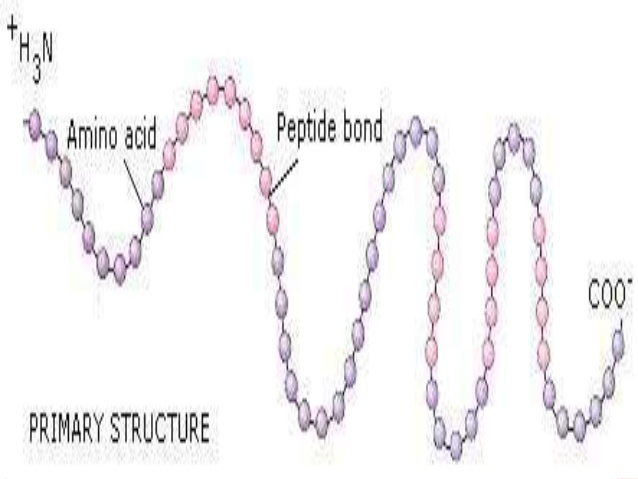 +H3N
Amino acid
Peptide bond
COO-
PRIMARY STRUCTURE